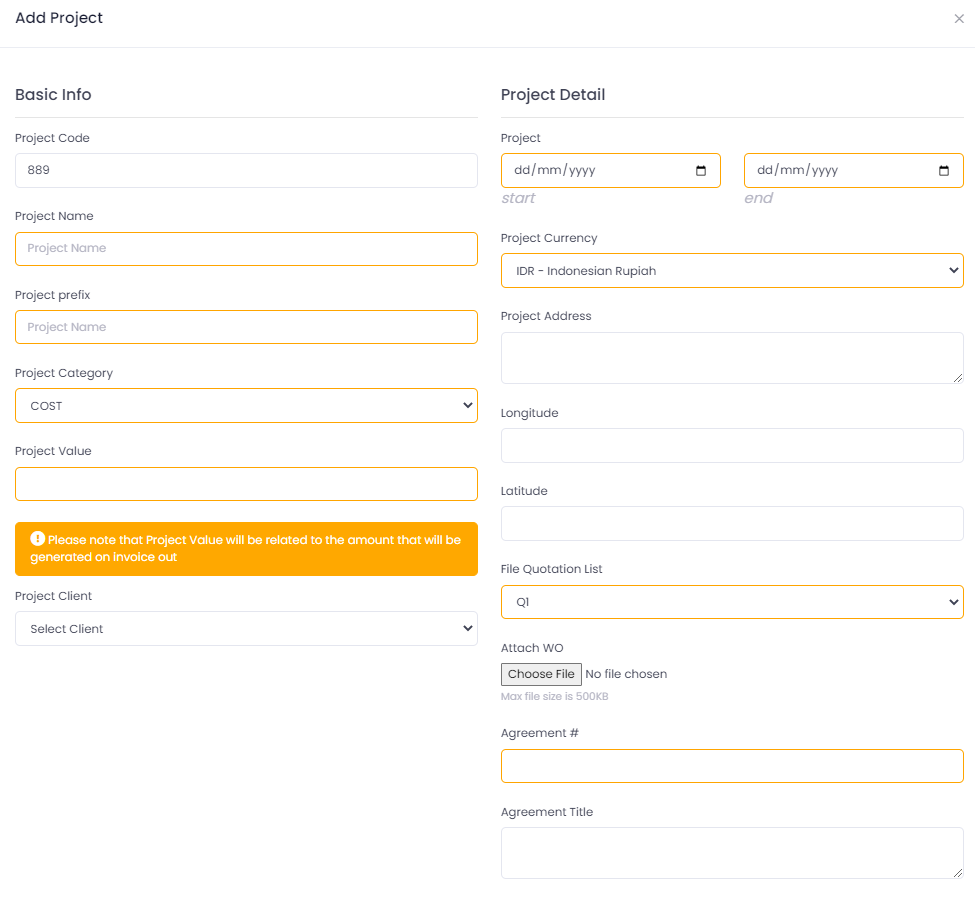 Add Project
×
Basic Info
Project Code
889
Project Name
Project Name
Project prefix
Project Name
Project Category
COST
Project Value
Please note that Project Value will be related to the amount that will be
generated on invoice out
Project Client
Select Client
Project Detail
Project
dd/mm/yyyy dd/mm/yyyy
start end
Project Currency
IDR - Indonesian Rupiah
Project Address
Longitude
Latitude
File Quotation List
Q1
Attach WO
Choose File No file chosen
Max file size is 500KB
Agreement #
Agreement Title